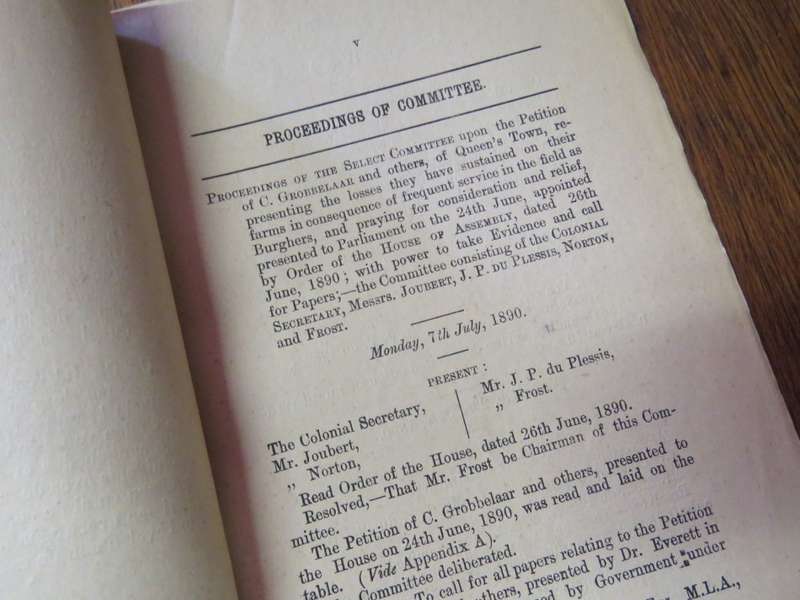 v
PROCEEDINGS OF COMMITTEE.
PROCEEDINGS OF THE SELECT COMMITTEE upon the Petition
of C. GROBBELAAR and others, of Queen's Town, re-
presenting the losses they have sustained on their
farms in consequence of frequent service in the field as
Burghers, and praying for consideration and relief,
presented to Parliament on the 24th June, appointed
by Order of the HOUSE OF ASSEMBLY, dated 26th
June, 1890; with power to take Evidence and call
for Papers;—the Committee consisting of the COLONIAL
SECRETARY, Messrs. JOUBERT, J. P. DU PLESSIS, NORTON,
and FROST.
Monday, 7th July, 1890.
PRESENT:
The Colonial Secretary,
Mr. Joubert,
„ Norton,
Mr. J. P. du Plessis,
„ Frost.
Read Order of the House, dated 26th June, 1890.
Resolved,—That Mr. Frost be Chairman of this Com-
mittee.
The Petition of C. Grobbelaar and others, presented to
the House on 24th June, 1890, was read and laid on the
table. (Vide Appendix A).
Committee deliberated.
To call for all papers relating to the Petition
presented by Dr. Everett in
by Government under
M.L.A.,